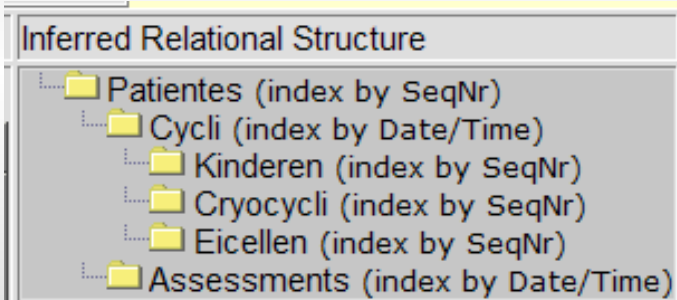 Inferred Relational Structure
Patientes (index by SeqNr)
Cycli (index by Date/Time)
Kinderen (index by SeqNr)
Cryocycli (index by SeqNr)
Eicellen (index by SeqNr)
Assessments (index by Date/Time)